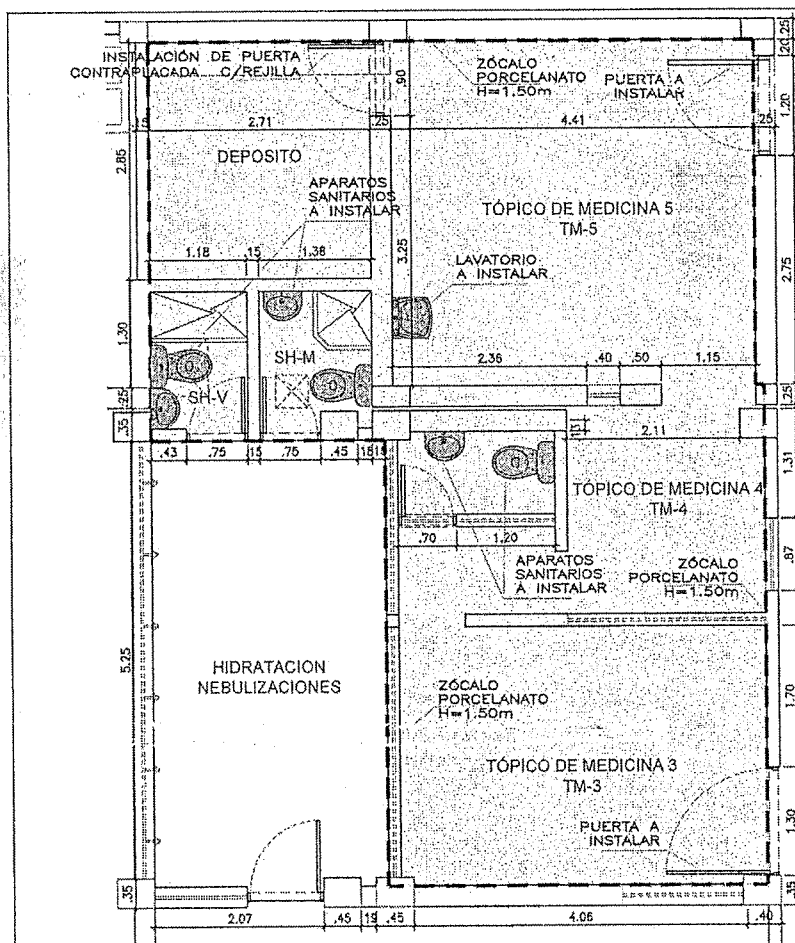 INSTALACIÓN DE PUERTA
CONTRAPLACADA C/REJILLA
ZÓCALO
PORCELANATO
H=1.50m
PUERTA A
INSTALAR
.20
.25
1.20
.90
.15
2.71
.25
4.41
.25
2.85
DEPOSITO
APARATOS
SANITARIOS
A INSTALAR
TÓPICO DE MEDICINA 5
TM-5
1.18
.15
1.38
3.25
LAVATORIO
A INSTALAR
2.75
1.30
SH-M
SH-V
2.36
.40
.50
1.15
.25
.25
.35
.43
.75
.15
.75
.45
.15
2.11
1.31
TÓPICO DE MEDICINA 4
TM-4
.70
1.20
.87
APARATOS
SANITARIOS
A INSTALAR
ZÓCALO
PORCELANATO
H=1.50m
5.25
HIDRATACION
NEBULIZACIONES
ZÓCALO
PORCELANATO
H=1.50m
1.70
TÓPICO DE MEDICINA 3
TM-3
PUERTA A
INSTALAR
1.30
.35
.35
2.07
.45
.45
4.06
.40